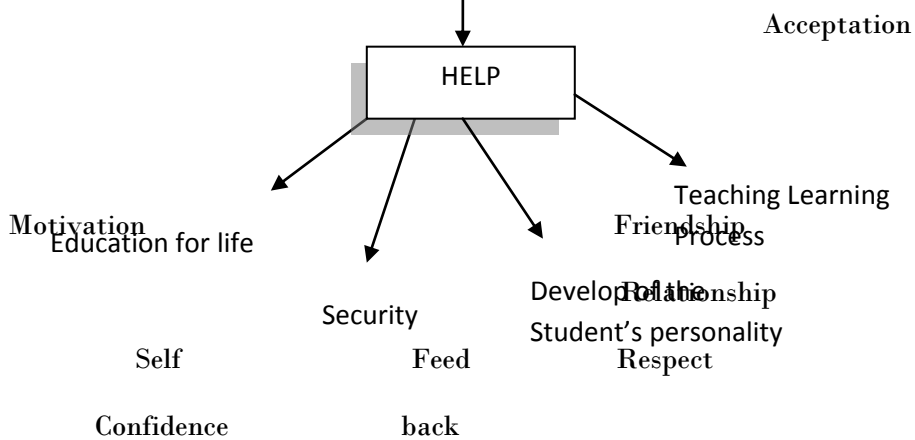 Acceptation
HELP
Teaching Learning
Process
Motivation
Education for life
Friendship
Relationship
Develop of the
Student’s personality
Security
Self
Feed
Respect
Confidence
back